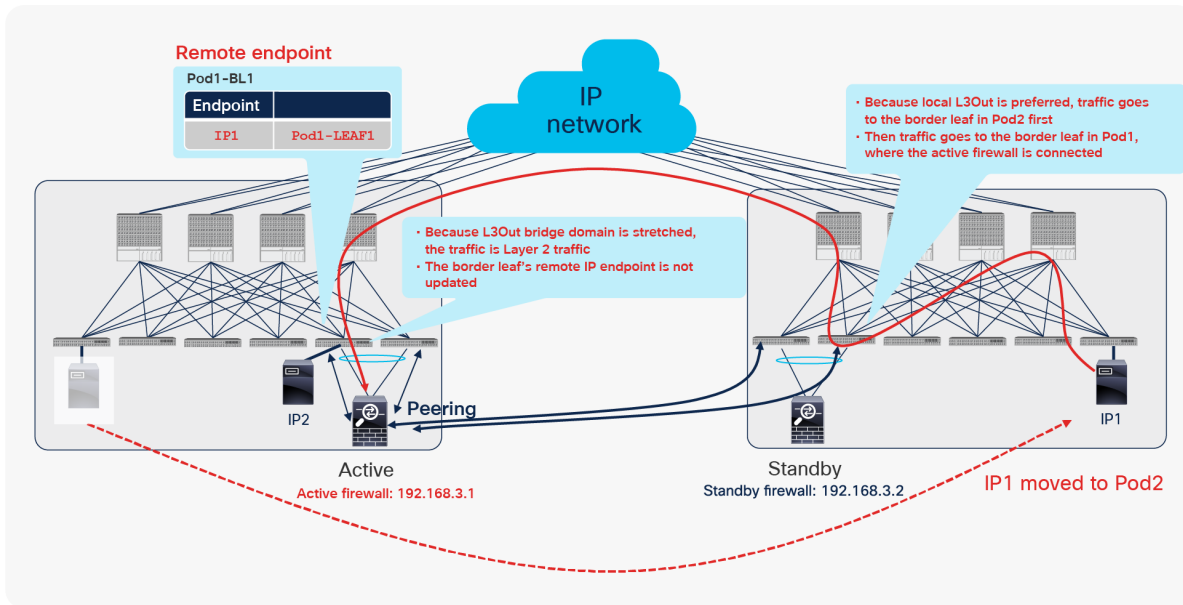 Remote endpoint
Pod1-BL1
Endpoint
IP1 Pod1-LEAF1
IP
network
• Because local L3Out is preferred, traffic goes
to the border leaf in Pod2 first
• Then traffic goes to the border leaf in Pod1,
where the active firewall is connected
• Because L3Out bridge domain is stretched,
the traffic is Layer 2 traffic
• The border leaf's remote IP endpoint is not
updated
IP2
Peering
IP1
Active
Active firewall: 192.168.3.1
Standby
Standby firewall: 192.168.3.2
IP1 moved to Pod2